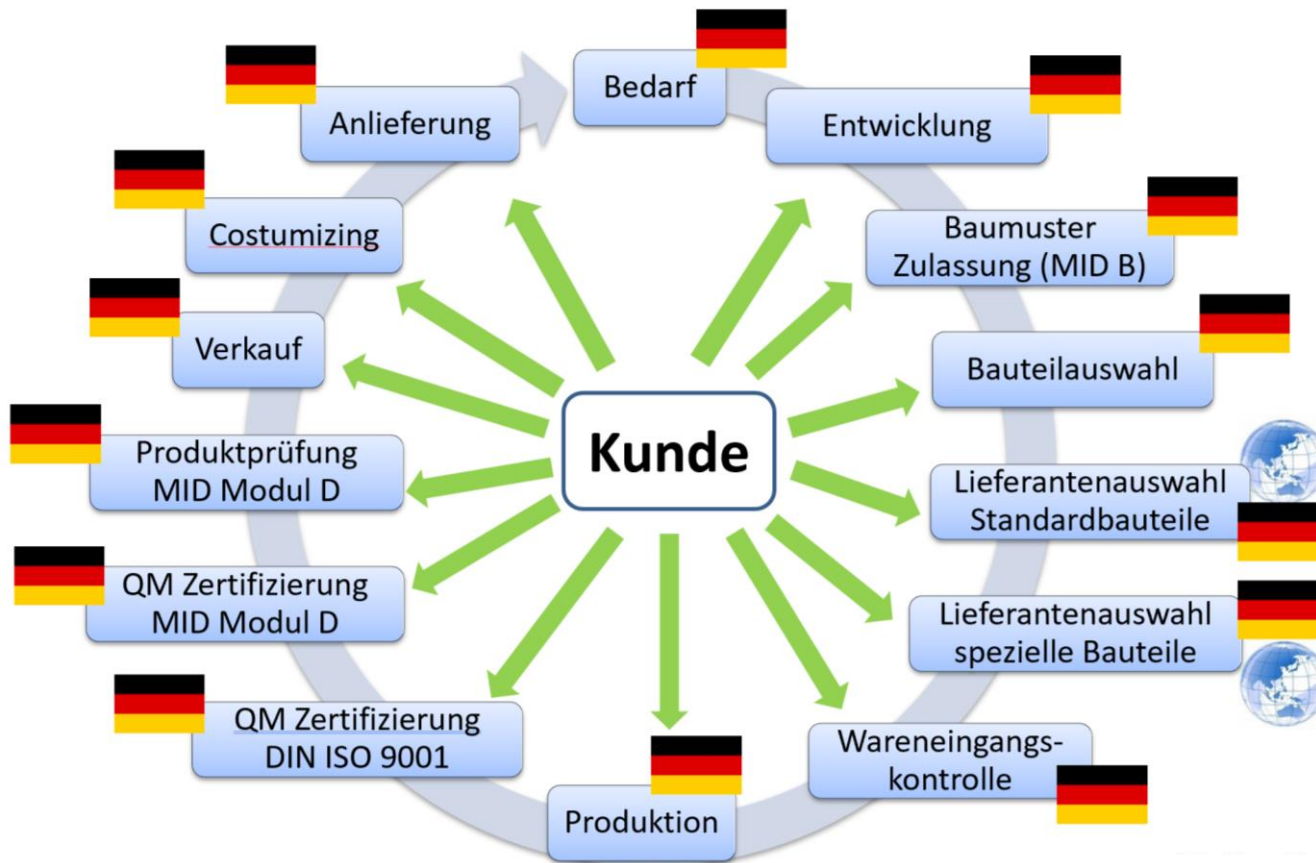 Bedarf
Entwicklung
Baumuster
Zulassung (MID B)
Bauteilauswahl
Lieferantenauswahl
Standardbauteile
Lieferantenauswahl
spezielle Bauteile
Wareneingangs-
kontrolle
Produktion
QM Zertifizierung
DIN ISO 9001
QM Zertifizierung
MID Modul D
Produktprüfung
MID Modul D
Verkauf
Costumizing
Anlieferung
Kunde